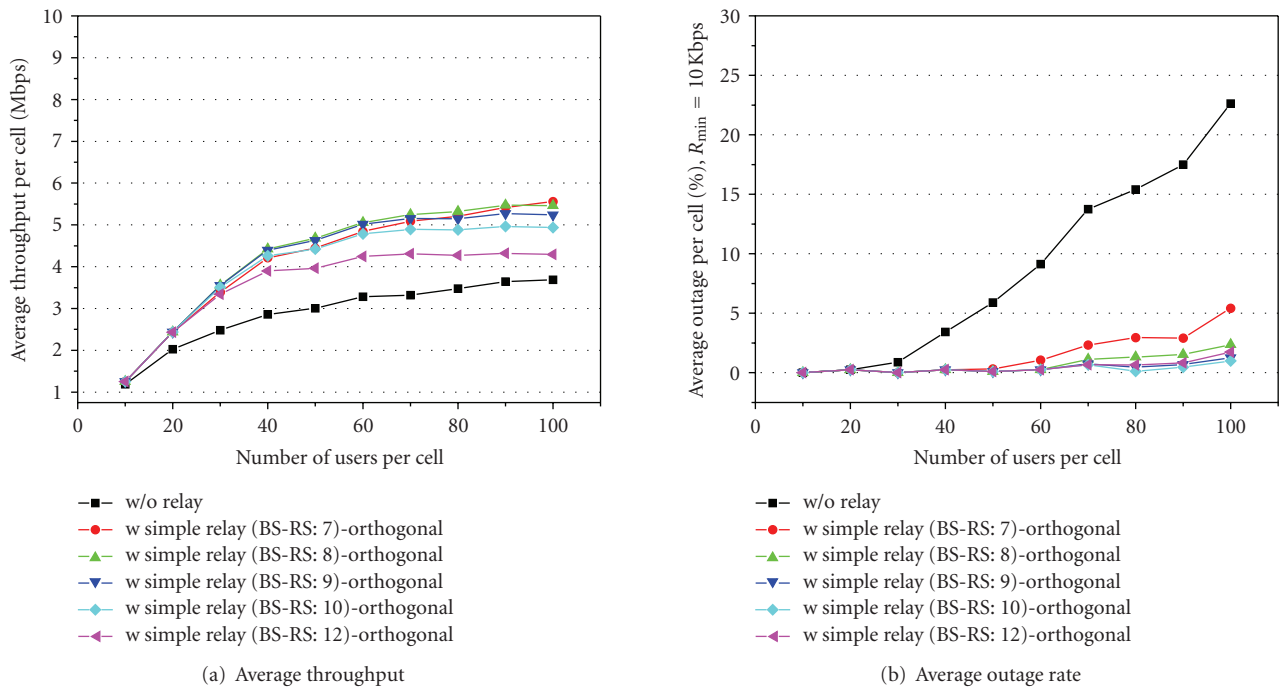 10
9
8
7
6
5
4
3
2
1
0 20 40 60 80 100
Average throughput per cell (Mbps)
Number of users per cell
w/o relay
w simple relay (BS-RS: 7)-orthogonal
w simple relay (BS-RS: 8)-orthogonal
w simple relay (BS-RS: 9)-orthogonal
w simple relay (BS-RS: 10)-orthogonal
w simple relay (BS-RS: 12)-orthogonal
(a) Average throughput
30
25
20
15
10
5
0
0 20 40 60 80 100
Average outage per cell (%), Rmin = 10 Kbps
Number of users per cell
w/o relay
w simple relay (BS-RS: 7)-orthogonal
w simple relay (BS-RS: 8)-orthogonal
w simple relay (BS-RS: 9)-orthogonal
w simple relay (BS-RS: 10)-orthogonal
w simple relay (BS-RS: 12)-orthogonal
(b) Average outage rate